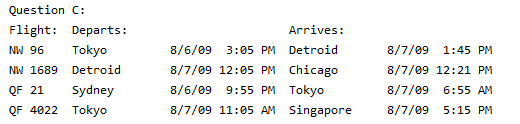 Question C:
Flight:  Departs:                      Arrives:
NW 96    Tokyo         8/6/09  3:05 PM  Detroit       8/7/09  1:45 PM
NW 1689  Detroit       8/7/09 12:05 PM  Chicago       8/7/09 12:21 PM
QF 21    Sydney        8/6/09  9:55 PM  Tokyo         8/7/09  6:55 AM
QF 4022  Tokyo         8/7/09 11:05 AM  Singapore     8/7/09  5:15 PM